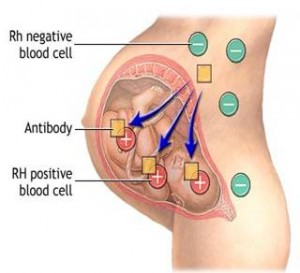 Rh negative
blood cell
Antibody
RH positive
blood cell